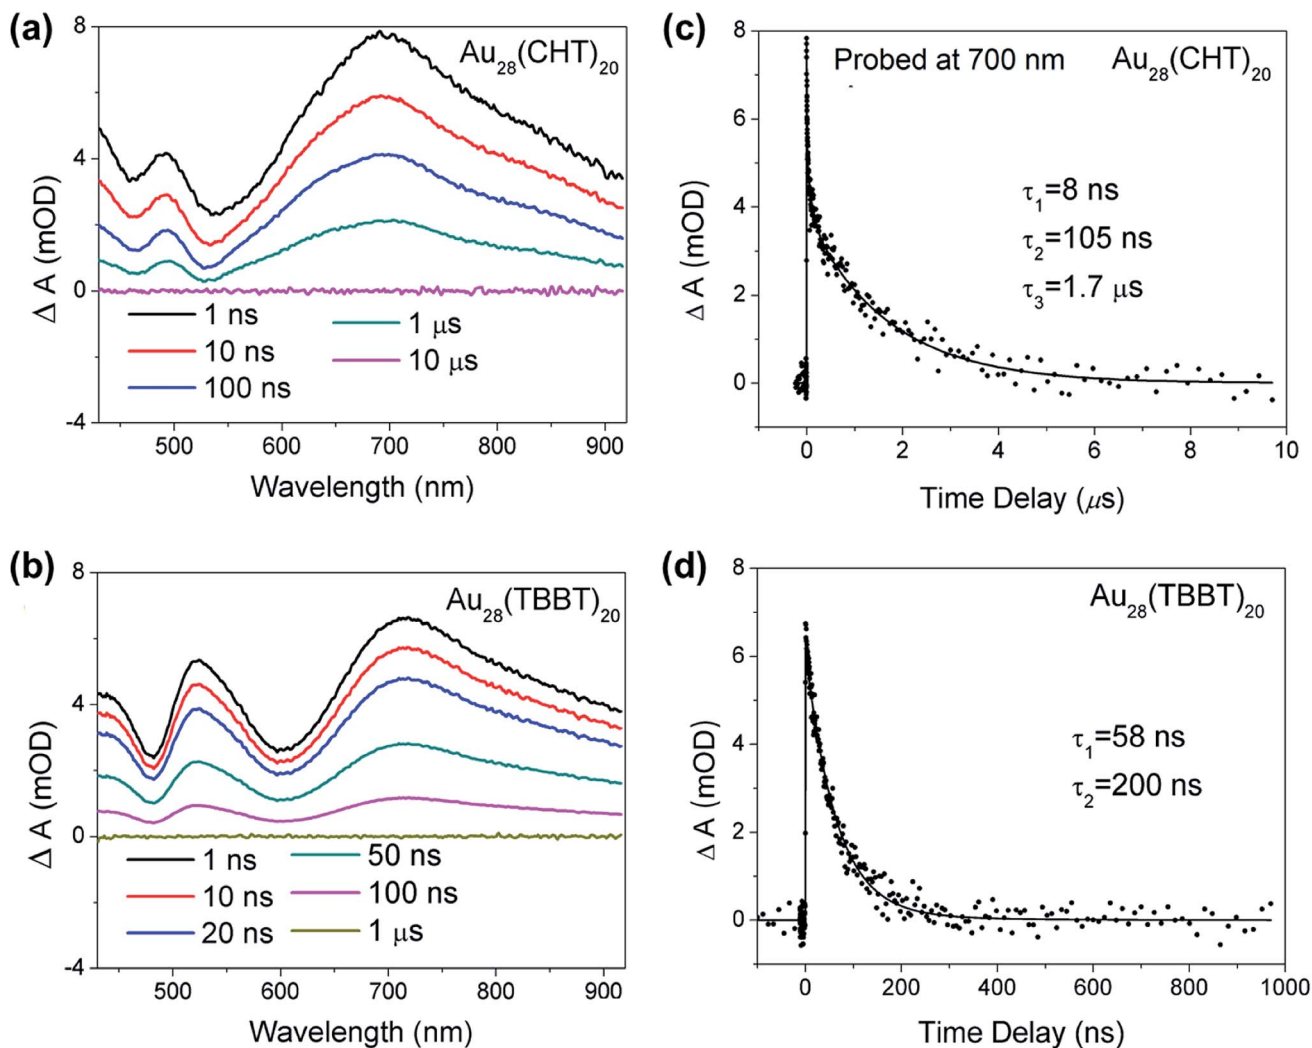 (a)
8
4
0
-4
Δ A (mOD)
Au28(CHT)20
1 ns
10 ns
100 ns
1 μs
10 μs
500 600 700 800 900
Wavelength (nm)
(c)
8
6
4
2
0
Δ A (mOD)
Probed at 700 nm Au28(CHT)20
τ1=8 ns
τ2=105 ns
τ3=1.7 μs
0 2 4 6 8 10
Time Delay (μs)
(b)
8
4
0
-4
Δ A (mOD)
Au28(TBBT)20
1 ns
10 ns
20 ns
50 ns
100 ns
1 μs
500 600 700 800 900
Wavelength (nm)
(d)
8
6
4
2
0
Δ A (mOD)
Au28(TBBT)20
τ1=58 ns
τ2=200 ns
0 200 400 600 800 1000
Time Delay (ns)